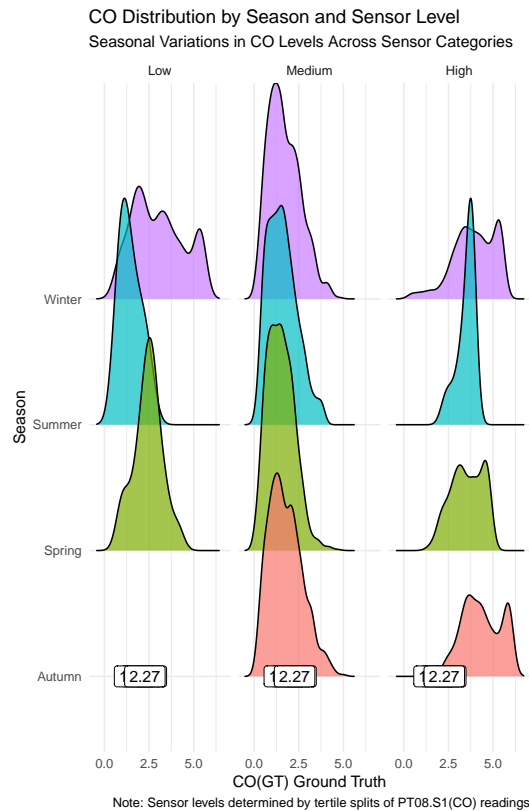 CO Distribution by Season and Sensor Level
Seasonal Variations in CO Levels Across Sensor Categories
Low Medium High
Winter
Summer
Season
Spring
Autumn
2.27 2.27 2.27
0.0 2.5 5.0 0.0 2.5 5.0 0.0 2.5 5.0
CO(GT) Ground Truth
Note: Sensor levels determined by tertile splits of PT08.S1(CO) readings